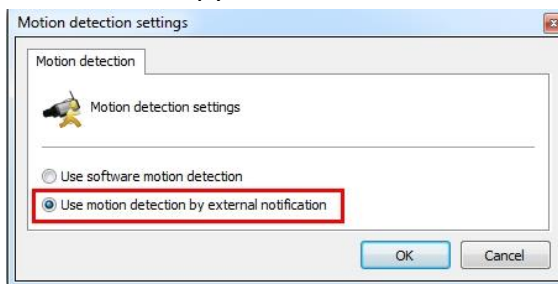 Motion detection settings
Motion detection
Motion detection settings
Use software motion detection
Use motion detection by external notification
OK Cancel